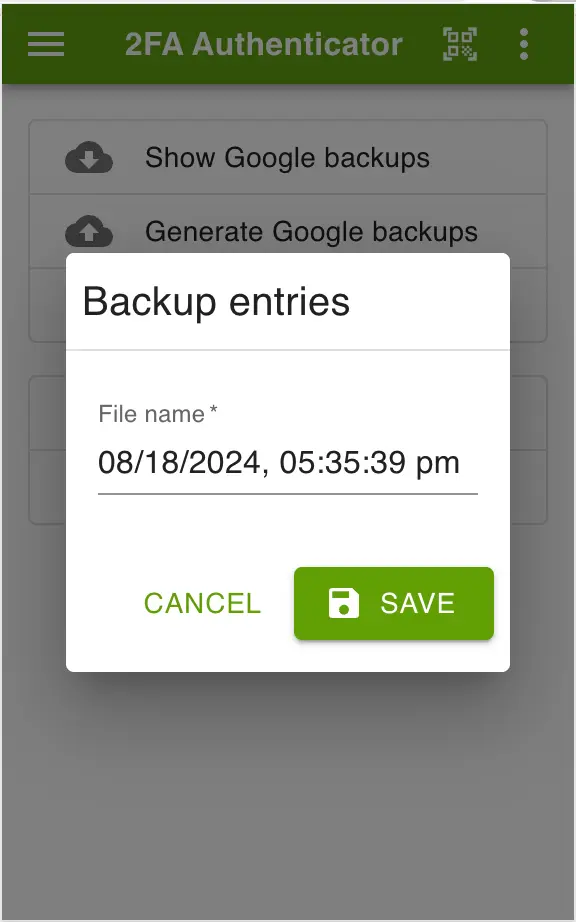 2FA Authenticator
Show Google backups
Generate Google backups
Backup entries
File name *
08/18/2024, 05:35:39 pm
CANCEL
SAVE